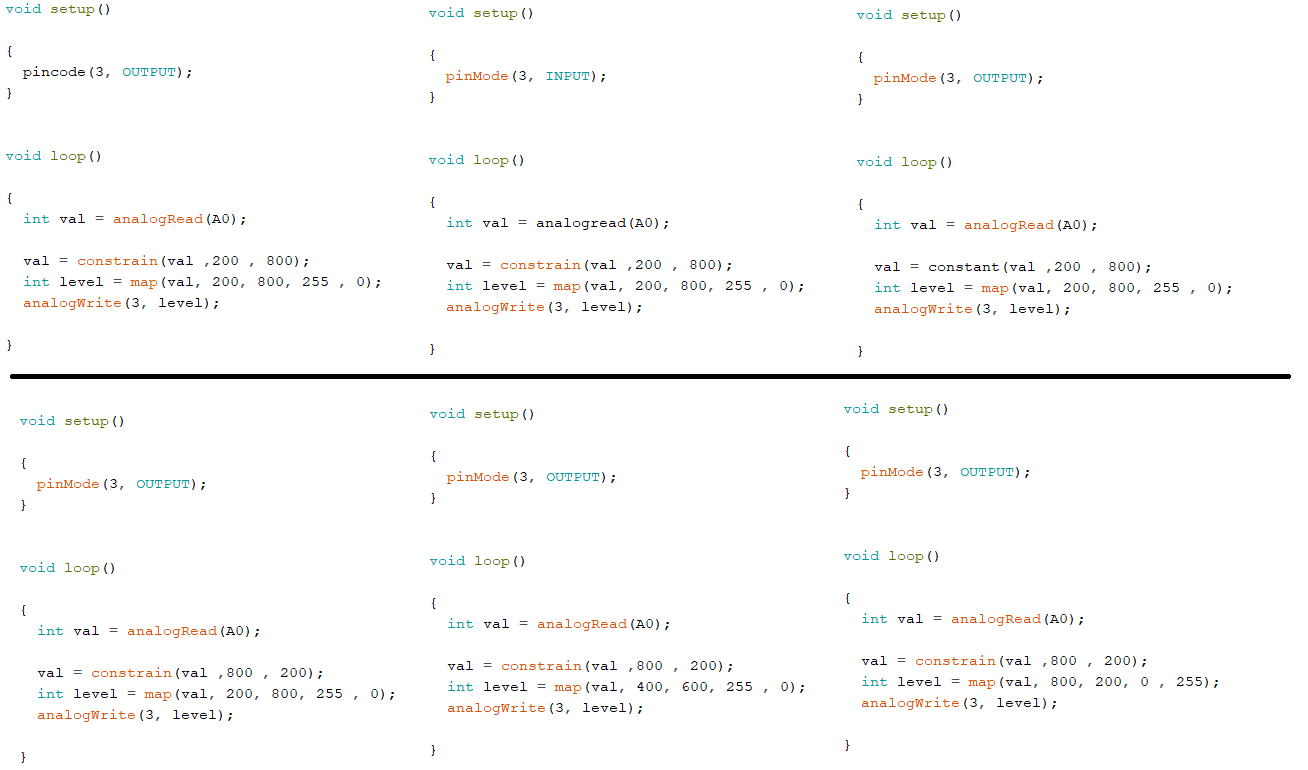 void setup()
{
pincode(3, OUTPUT);
}
void loop()
{
int val = analogRead(A0);
val = constrain(val ,200 , 800);
int level = map(val, 200, 800, 255 , 0);
analogWrite(3, level);
}
void setup()
{
pinMode(3, INPUT);
}
void loop()
{
int val = analogread(A0);
val = constrain(val ,200 , 800);
int level = map(val, 200, 800, 255 , 0);
analogWrite(3, level);
}
void setup()
{
pinMode(3, OUTPUT);
}
void loop()
{
int val = analogRead(A0);
val = constant(val ,200 , 800);
int level = map(val, 200, 800, 255 , 0);
analogWrite(3, level);
}
void setup()
{
pinMode(3, OUTPUT);
}
void loop()
{
int val = analogRead(A0);
val = constrain(val ,800 , 200);
int level = map(val, 200, 800, 255 , 0);
analogWrite(3, level);
}
void setup()
{
pinMode(3, OUTPUT);
}
void loop()
{
int val = analogRead(A0);
val = constrain(val ,800 , 200);
int level = map(val, 400, 600, 255 , 0);
analogWrite(3, level);
}
void setup()
{
pinMode(3, OUTPUT);
}
void loop()
{
int val = analogRead(A0);
val = constrain(val ,800 , 200);
int level = map(val, 800, 200, 0 , 255);
analogWrite(3, level);
}